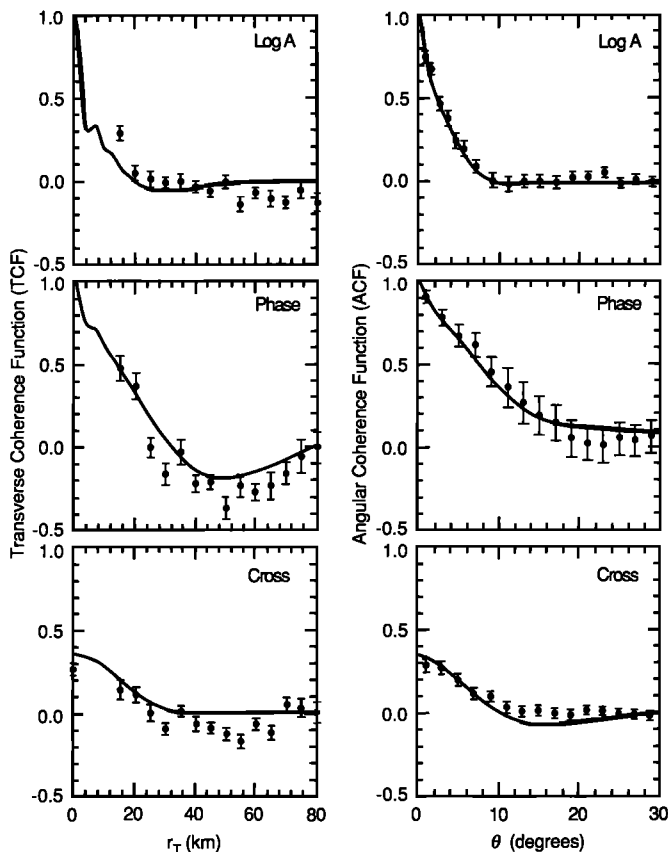 Transverse Coherence Function (TCF)
1.0
0.5
0.0
-0.5
Log A
1.0
0.5
0.0
-0.5
Phase
1.0
0.5
0.0
-0.5
Cross
0 20 40 60 80
r_T (km)
Angular Coherence Function (ACF)
1.0
0.5
0.0
-0.5
Log A
1.0
0.5
0.0
-0.5
Phase
1.0
0.5
0.0
-0.5
Cross
0 10 20 30
θ (degrees)